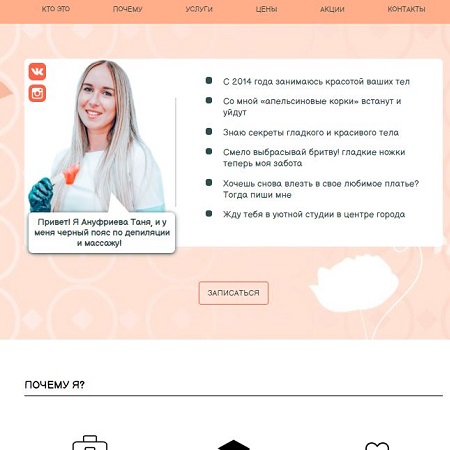 КТО ЭТО ПОЧЕМУ УСЛУГИ ЦЕНЫ АКЦИИ КОНТАКТЫ
С 2014 года занимаюсь красотой ваших тел
Со мной «апельсиновые корки» встанут и
уйдут
Знаю секреты гладкого и красивого тела
Смело выбрасывай бритву! гладкие ножки
теперь моя забота
Хочешь снова влезть в свое любимое платье?
Тогда пиши мне
Жду тебя в уютной студии в центре города
Привет! Я Ануфриева Таня, и у
меня черный пояс по депиляции
и массажу!
ЗАПИСАТЬСЯ
ПОЧЕМУ Я?